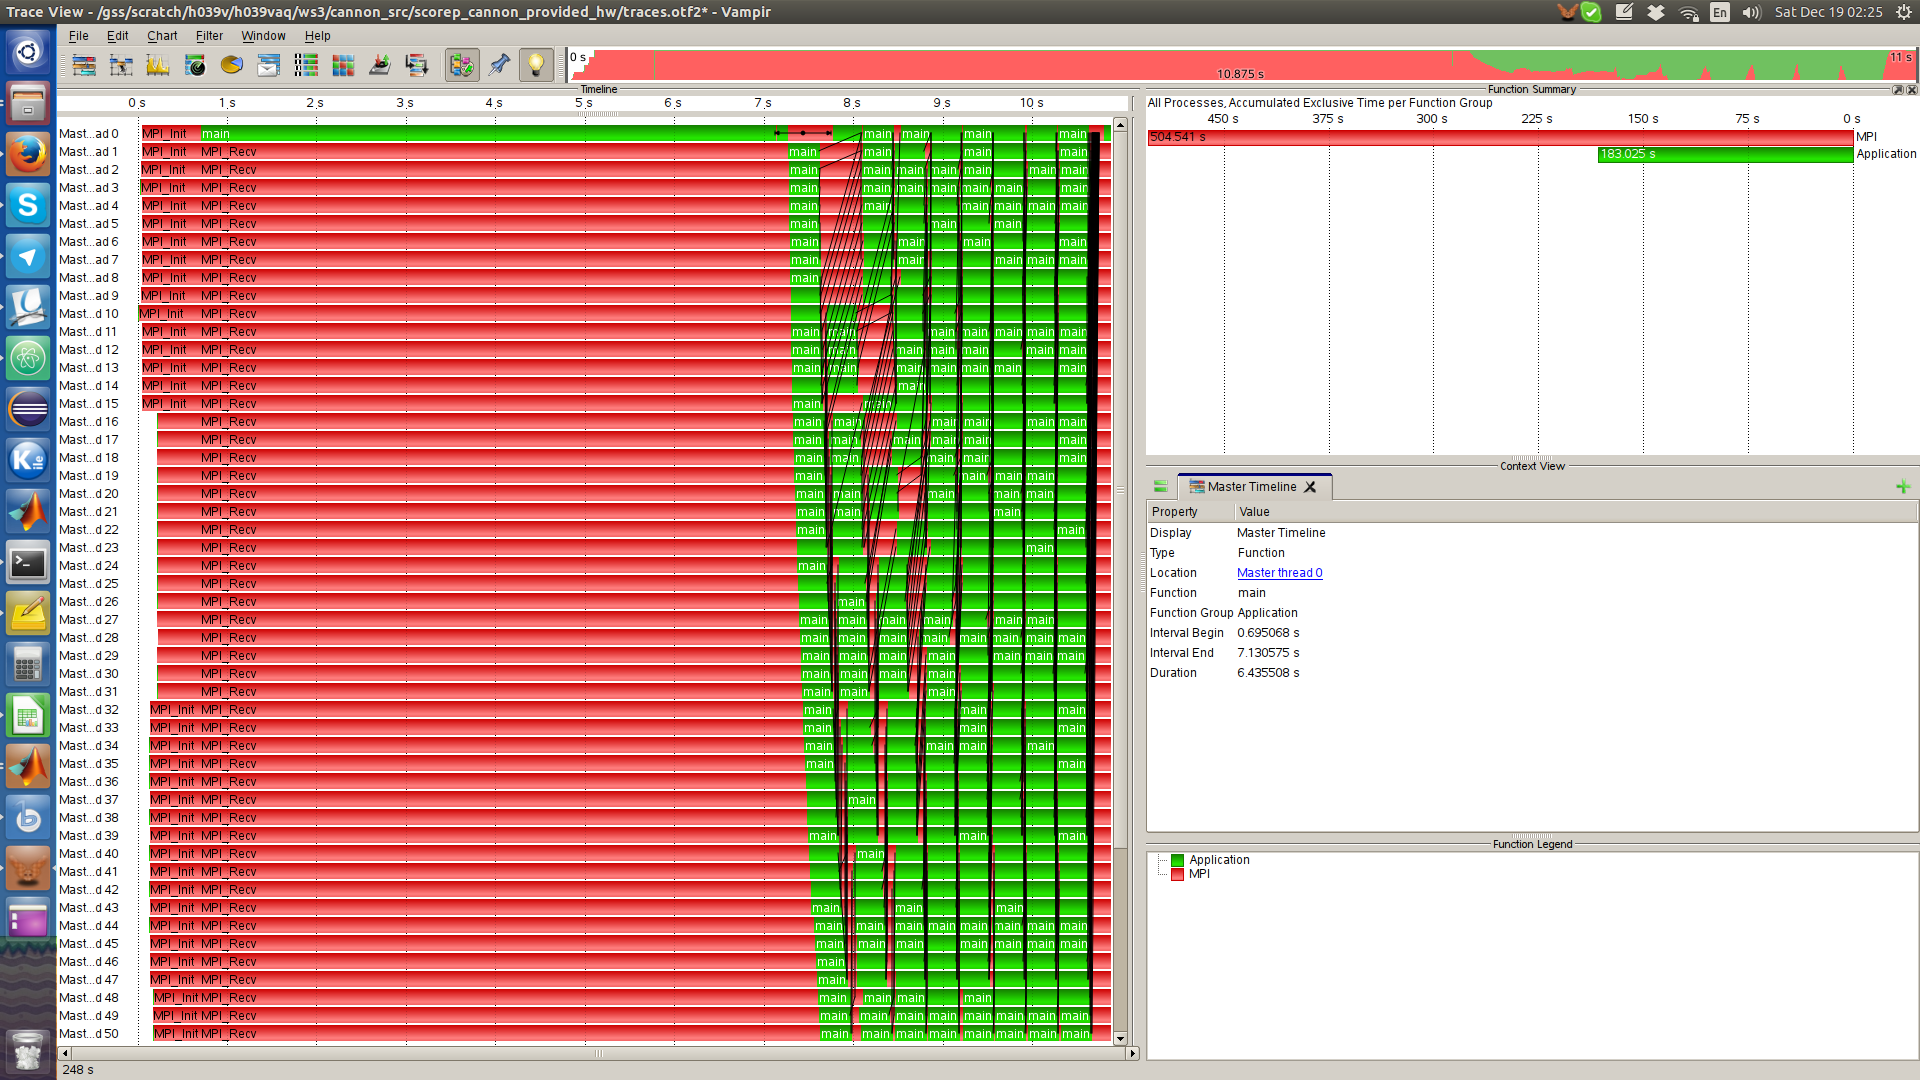 Trace View - /gss/scratch/h039v/h039vaq/ws3/cannon_src/scorep_cannon_provided_hw/traces.otf2* - Vampir
En
Sat Dec 19 02:25
File Edit Chart Filter Window Help
0 s
10.875 s
11 s
Timeline
0 s 1 s 2 s 3 s 4 s 5 s 6 s 7 s 8 s 9 s 10 s
Mast...ad 0 MPI_Init main main main main main
Mast...ad 1 MPI_Init MPI_Recv main main main main
Mast...ad 2 MPI_Init MPI_Recv main main main main main main main
Mast...ad 3 MPI_Init MPI_Recv main main main main main main main
Mast...ad 4 MPI_Init MPI_Recv main main main main main main main
Mast...ad 5 MPI_Init MPI_Recv main main main
Mast...ad 6 MPI_Init MPI_Recv main main main main
Mast...ad 7 MPI_Init MPI_Recv main main main main main
Mast...ad 8 MPI_Init MPI_Recv main
Mast...ad 9 MPI_Init MPI_Recv
Mast...d 10 MPI_Init MPI_Recv
Mast...d 11 MPI_Init MPI_Recv main main main main main main main
Mast...d 12 MPI_Init MPI_Recv main main main main main main main
Mast...d 13 MPI_Init MPI_Recv main main main main main main main
Mast...d 14 MPI_Init MPI_Recv main
Mast...d 15 MPI_Init MPI_Recv main main
Mast...d 16 MPI_Recv main main main main main main
Mast...d 17 MPI_Recv main main main main main
Mast...d 18 MPI_Recv main main main main main
Mast...d 19 MPI_Recv main main main main
Mast...d 20 MPI_Recv main main main main main
Mast...d 21 MPI_Recv main main main
Mast...d 22 MPI_Recv main main
Mast...d 23 MPI_Recv main
Mast...d 24 MPI_Recv main
Mast...d 25 MPI_Recv
Mast...d 26 MPI_Recv main
Mast...d 27 MPI_Recv main main main main main main
Mast...d 28 MPI_Recv main main main main main main main main
Mast...d 29 MPI_Recv main main main main main main main
Mast...d 30 MPI_Recv main main main main
Mast...d 31 MPI_Recv main main main
Mast...d 32 MPI_Init MPI_Recv main main main
Mast...d 33 MPI_Init MPI_Recv main main main
Mast...d 34 MPI_Init MPI_Recv main main main main
Mast...d 35 MPI_Init MPI_Recv main main
Mast...d 36 MPI_Init MPI_Recv
Mast...d 37 MPI_Init MPI_Recv main
Mast...d 38 MPI_Init MPI_Recv
Mast...d 39 MPI_Init MPI_Recv main main main
Mast...d 40 MPI_Init MPI_Recv main
Mast...d 41 MPI_Init MPI_Recv
Mast...d 42 MPI_Init MPI_Recv
Mast...d 43 MPI_Init MPI_Recv main main main
Mast...d 44 MPI_Init MPI_Recv main main main main main main main main
Mast...d 45 MPI_Init MPI_Recv main main main main main main main
Mast...d 46 MPI_Init MPI_Recv main
Mast...d 47 MPI_Init MPI_Recv main
Mast...d 48 MPI_Init MPI_Recv main main main main
Mast...d 49 MPI_Init MPI_Recv main main main main main main main main
Mast...d 50 MPI_Init MPI_Recv main main main main main main main main
248 s
Function Summary
All Processes, Accumulated Exclusive Time per Function Group
450 s 375 s 300 s 225 s 150 s 75 s 0 s
504.541 s MPI
183.025 s Application
Context View
Master Timeline
Property Value
Display Master Timeline
Type Function
Location Master thread 0
Function main
Function Group Application
Interval Begin 0.695068 s
Interval End 7.130575 s
Duration 6.435508 s
Function Legend
Application
MPI